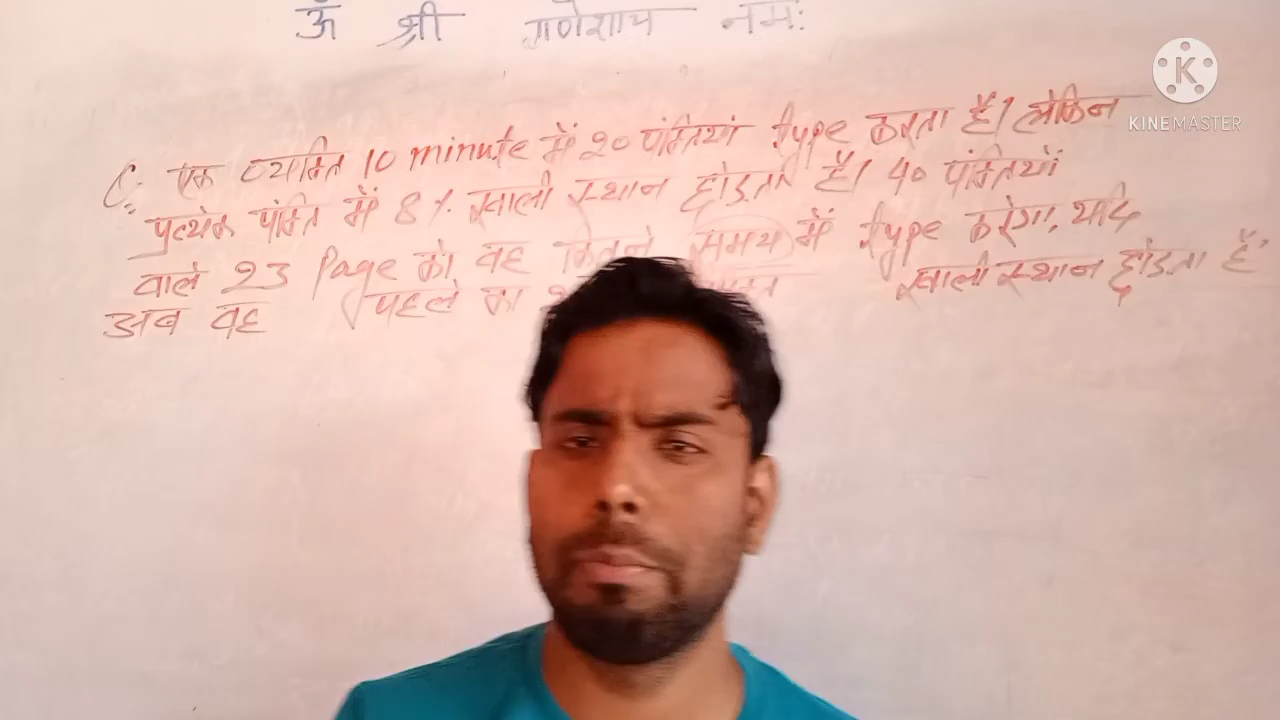 ॐ श्री गणेशाय नमः
KINEMASTER
Q: एक व्यक्ति 10 minute में 20 पंक्तियां type करता है। लेकिन
प्रत्येक पंक्ति में 8% खाली स्थान छोड़ता है। 40 पंक्तियों
वाले 23 Page को वह कितने समय में type करेगा, यदि
अब वह पहले का खाली स्थान छोड़ता है